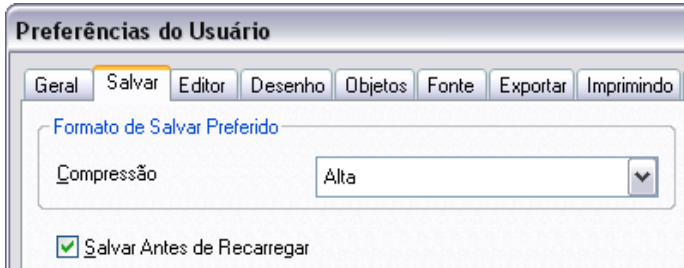 Preferências do Usuário
Geral Salvar Editor Desenho Objetos Fonte Exportar Imprimindo
Formato de Salvar Preferido
Compressão Alta
Salvar Antes de Recarregar